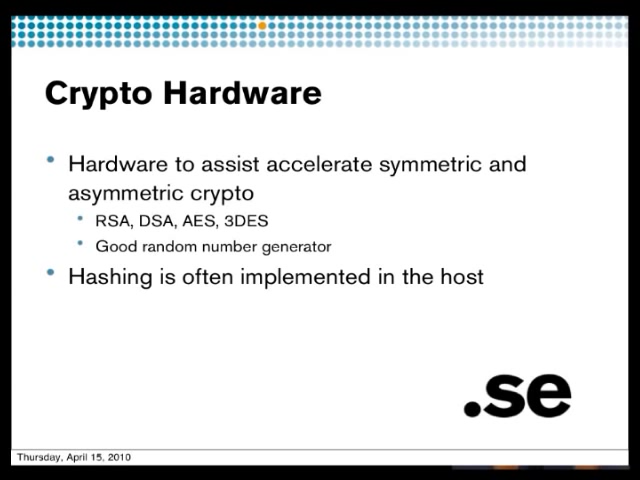 Crypto Hardware
Hardware to assist accelerate symmetric and
asymmetric crypto
RSA, DSA, AES, 3DES
Good random number generator
Hashing is often implemented in the host
.se
Thursday, April 15, 2010